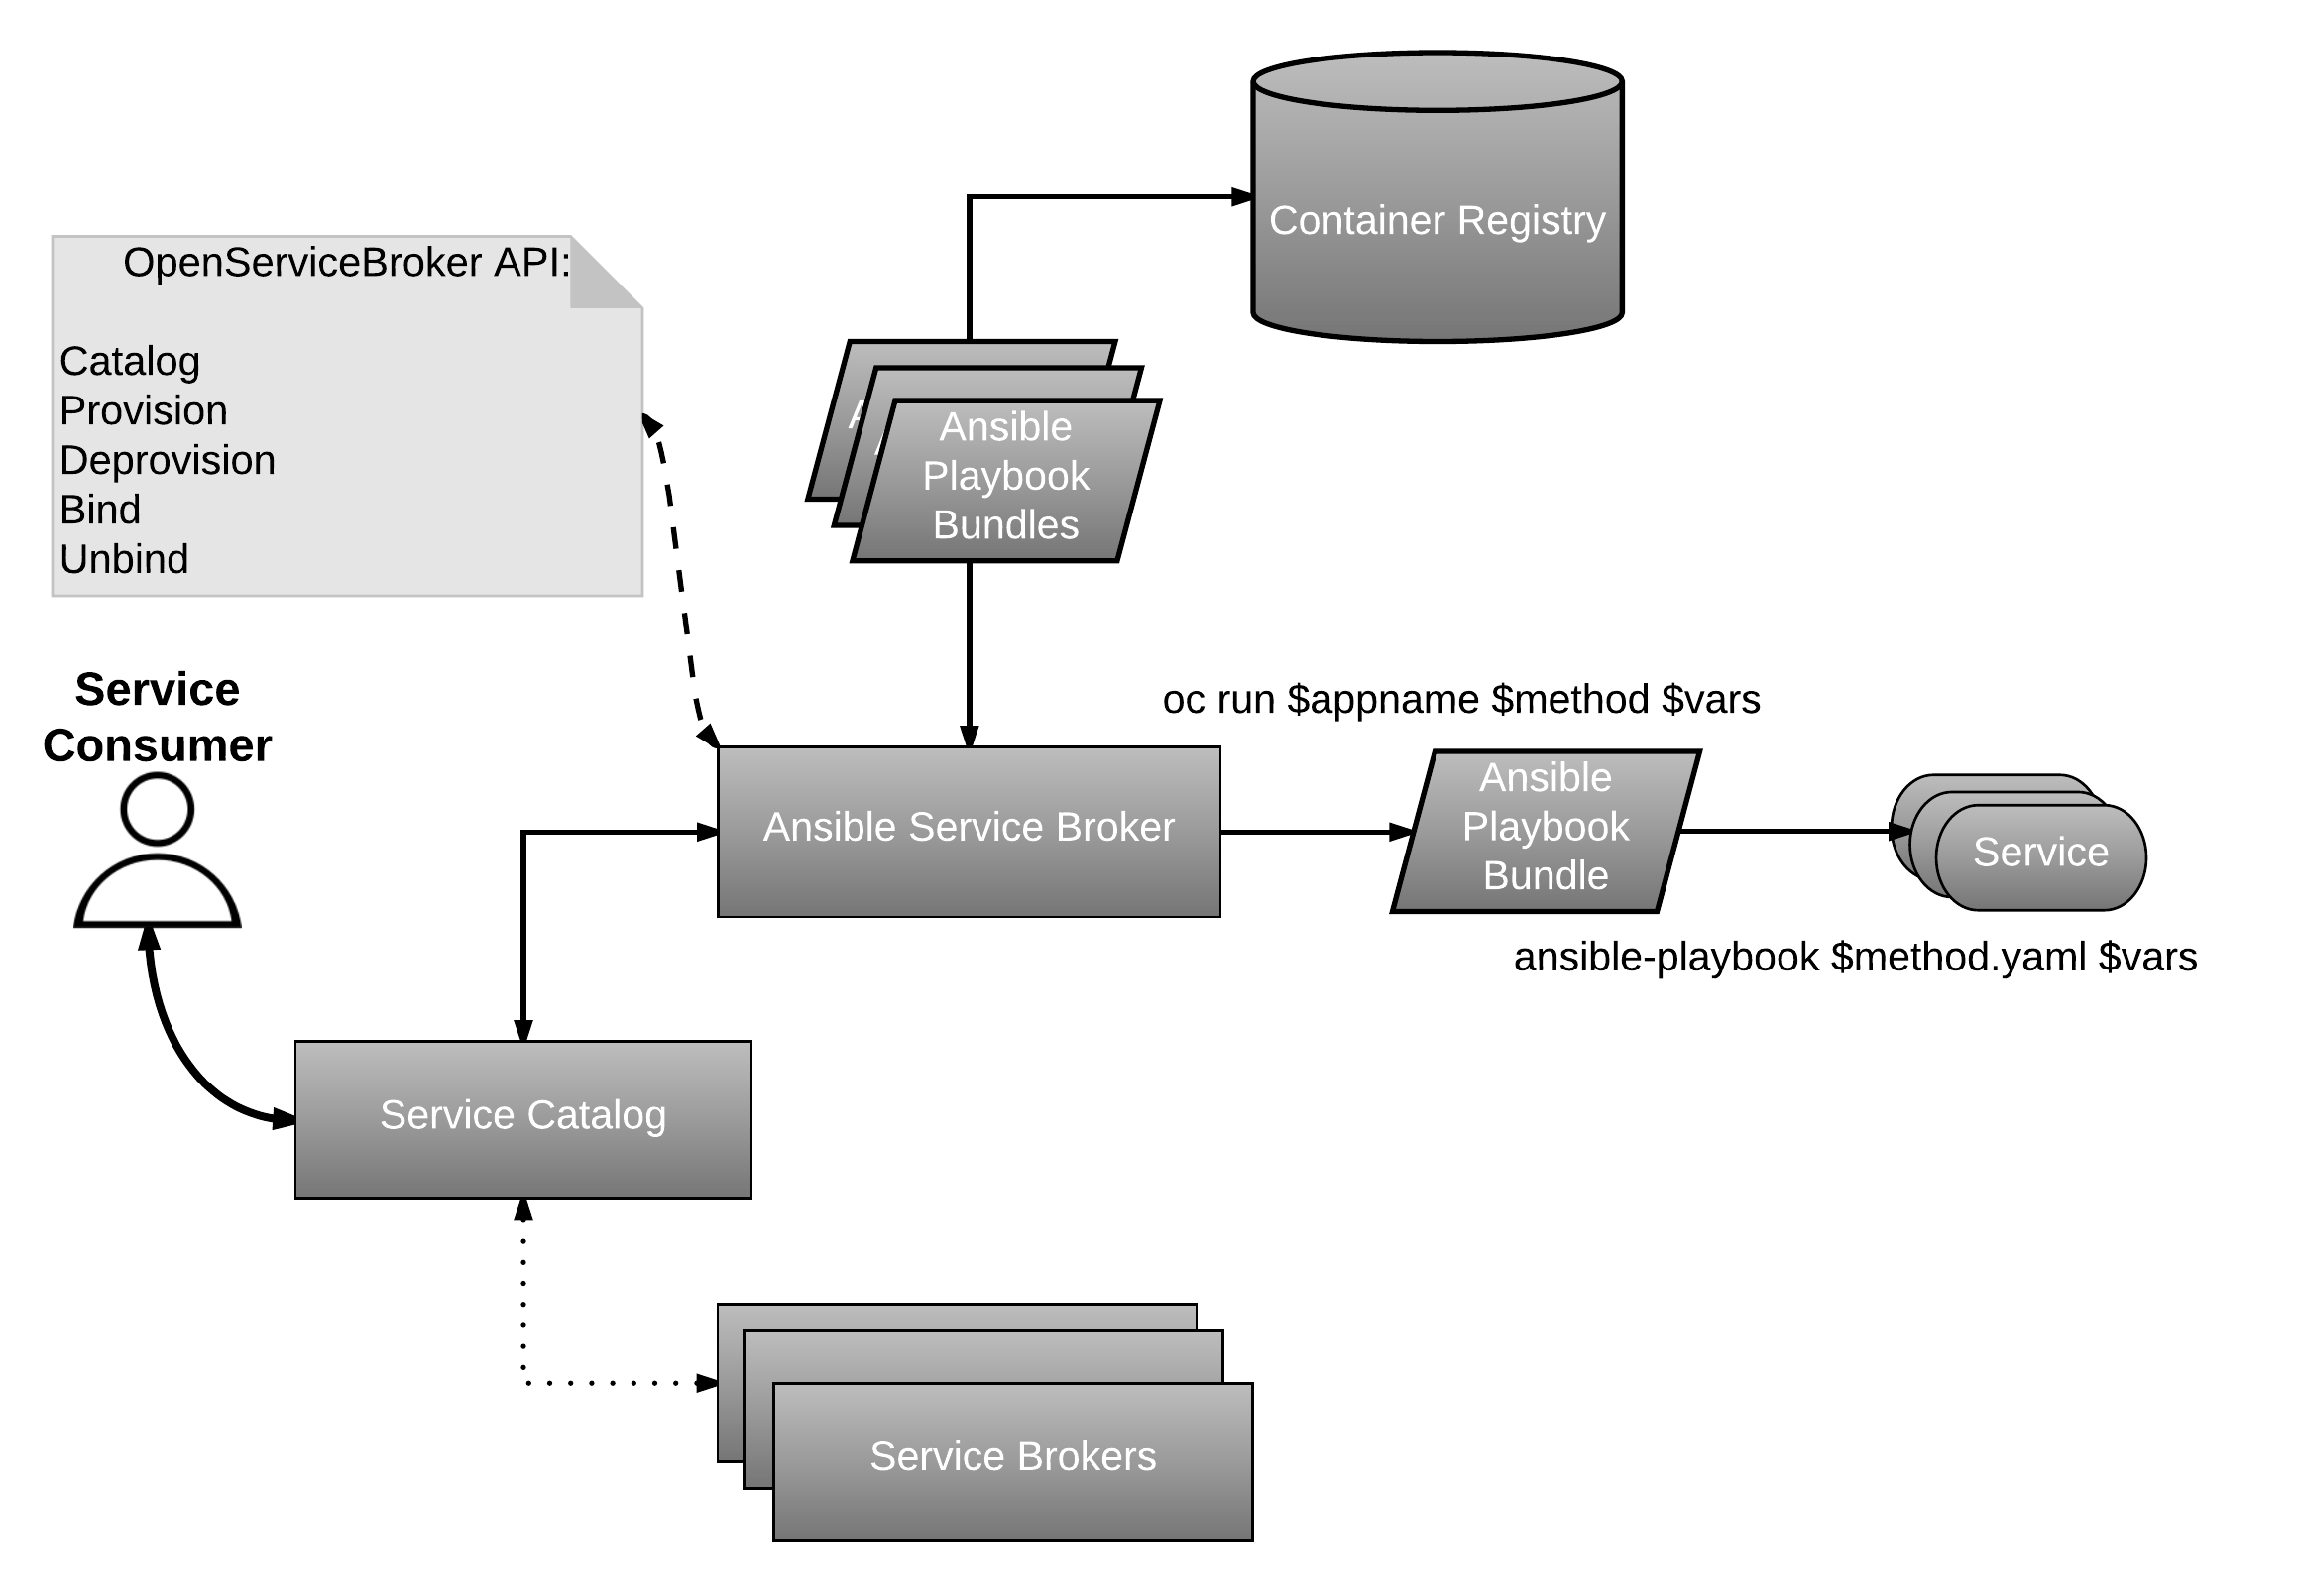 Container Registry
OpenServiceBroker API:
Catalog
Provision
Deprovision
Bind
Unbind
Ansible
Playbook
Bundles
Service
Consumer
oc run $appname $method $vars
Ansible Service Broker
Ansible
Playbook
Bundle
Service
ansible-playbook $method.yaml $vars
Service Catalog
Service Brokers